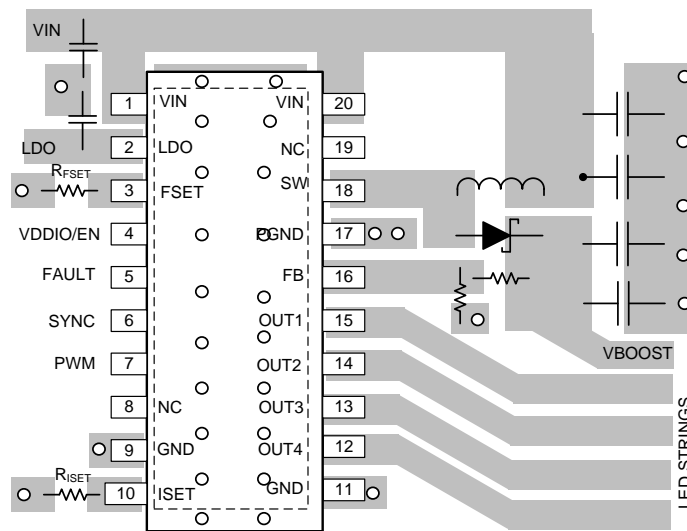 VIN
1 VIN VIN 20
LDO 2 LDO NC 19
RFSET 3 FSET SW 18
VDDIO/EN 4 PGND 17
FAULT 5 FB 16
SYNC 6 OUT1 15
PWM 7 OUT2 14
8 NC OUT3 13
9 GND OUT4 12
RISET 10 ISET GND 11
VBOOST
LED STRINGS